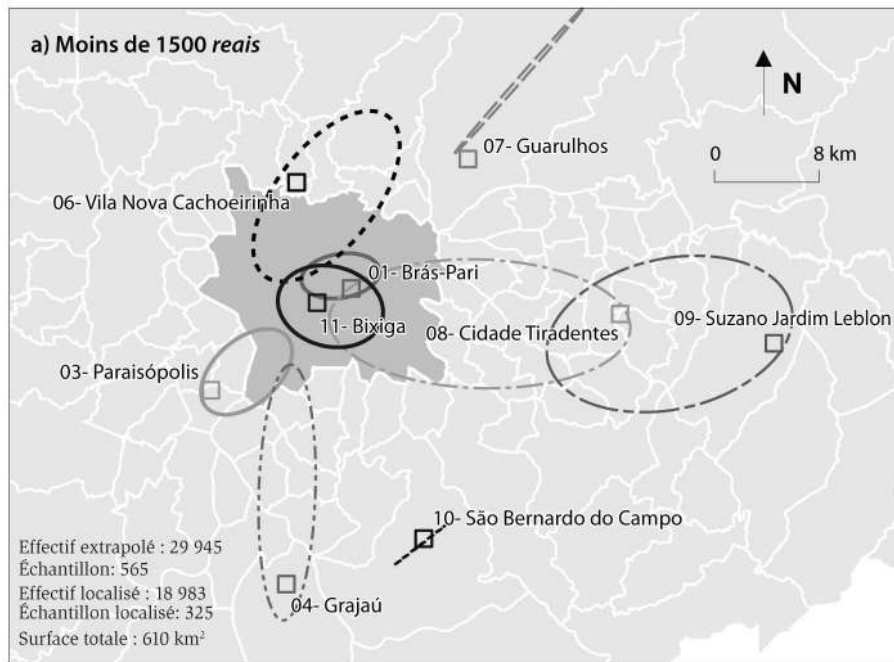 a) Moins de 1500 reais
N
07- Guarulhos
0 8 km
06- Vila Nova Cachoeirinha
01- Brás-Pari
11- Bixiga
08- Cidade Tiradentes
09- Suzano Jardim Leblon
03- Paraisópolis
10- São Bernardo do Campo
04- Grajaú
Effectif extrapolé : 29 945
Échantillon: 565
Effectif localisé : 18 983
Échantillon localisé: 325
Surface totale : 610 km²